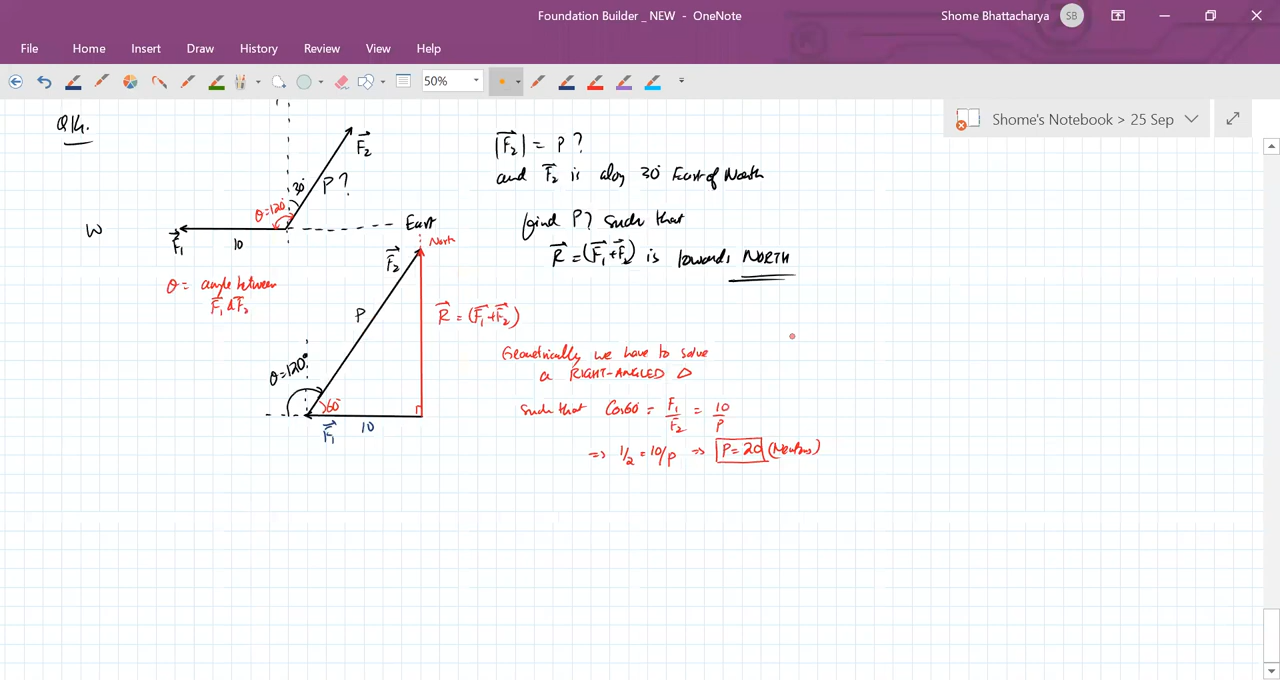 Foundation Builder _ NEW - OneNote
Shome Bhattacharya
SB
File Home Insert Draw History Review View Help
50%
Shome's Notebook > 25 Sep
Q14.
F₂
30°
P?
θ=120°
W
F₁
10
East
North
θ = angle between
F₁ & F₂
F₂
P
R = (F₁+F₂)
θ=120°
60°
F₁
10
|F₂| = P ?
and F₂ is along 30° East of North
find P? such that
R = (F₁+F₂) is towards NORTH
Geometrically we have to solve
a RIGHT-ANGLED Δ
such that Cos60° = F₁/F₂ = 10/P
=> 1/2 = 10/P => P = 20 (Newtons)